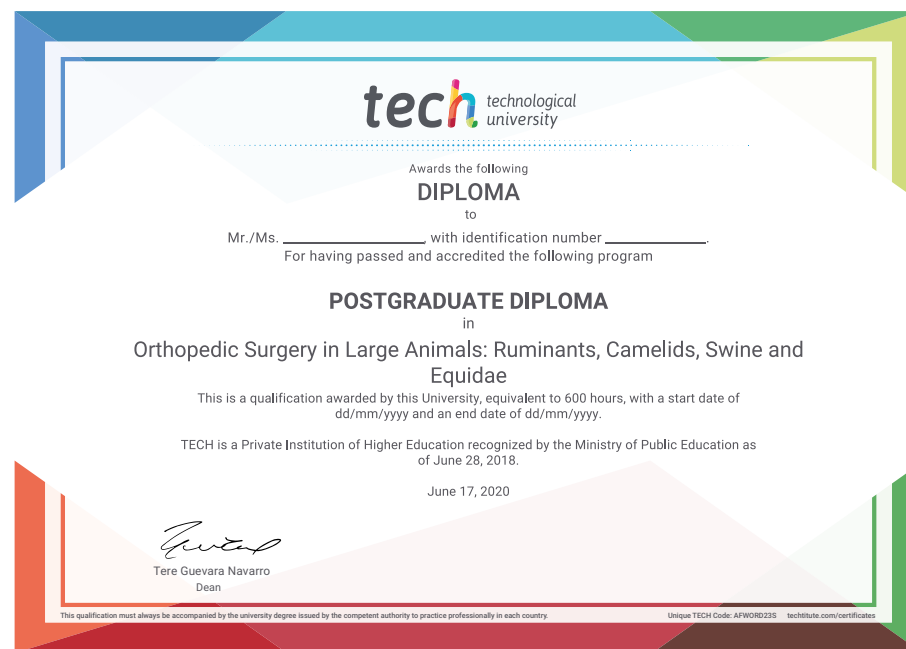 tech technological
university
Awards the following
DIPLOMA
to
Mr./Ms. ____________________, with identification number ______________.
For having passed and accredited the following program
POSTGRADUATE DIPLOMA
in
Orthopedic Surgery in Large Animals: Ruminants, Camelids, Swine and
Equidae
This is a qualification awarded by this University, equivalent to 600 hours, with a start date of
dd/mm/yyyy and an end date of dd/mm/yyyy.
TECH is a Private Institution of Higher Education recognized by the Ministry of Public Education as
of June 28, 2018.
June 17, 2020
Tere Guevara Navarro
Dean
This qualification must always be accompanied by the university degree issued by the competent authority to practice professionally in each country. Unique TECH Code: AFWORD23S techtitute.com/certificates